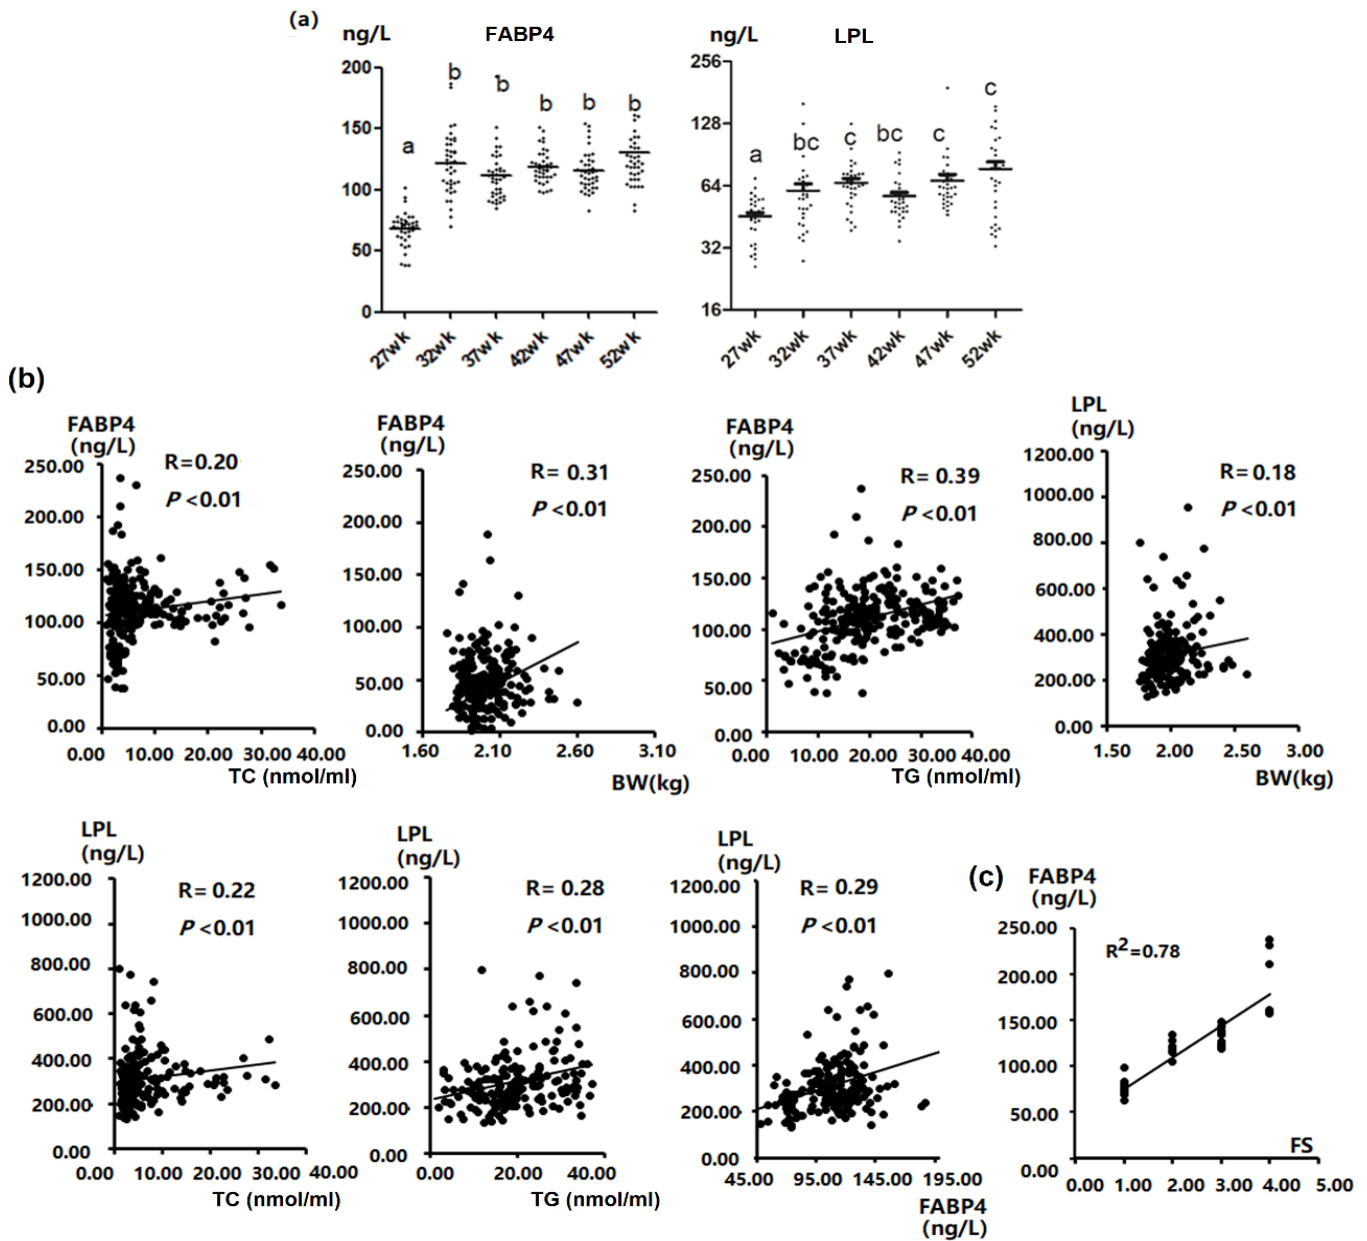 (a)
ng/L FABP4
200
150
100
50
0
a b b b b b
27wk 32wk 37wk 42wk 47wk 52wk
ng/L LPL
256
128
64
32
16
a bc c bc c c
27wk 32wk 37wk 42wk 47wk 52wk
(b)
FABP4
(ng/L)
R=0.20
P <0.01
250.00
200.00
150.00
100.00
50.00
0.00
0.00 10.00 20.00 30.00 40.00
TC (nmol/ml)
FABP4
(ng/L)
R= 0.31
P <0.01
250.00
200.00
150.00
100.00
50.00
0.00
1.60 2.10 2.60 3.10
BW(kg)
FABP4
(ng/L)
R= 0.39
P <0.01
250.00
200.00
150.00
100.00
50.00
0.00
0.00 10.00 20.00 30.00 40.00
TG (nmol/ml)
LPL
(ng/L)
R= 0.18
P <0.01
1200.00
1000.00
800.00
600.00
400.00
200.00
0.00
1.50 2.00 2.50 3.00
BW(kg)
LPL
(ng/L)
R= 0.22
P <0.01
1200.00
1000.00
800.00
600.00
400.00
200.00
0.00
0.00 10.00 20.00 30.00 40.00
TC (nmol/ml)
LPL
(ng/L)
R= 0.28
P <0.01
1200.00
1000.00
800.00
600.00
400.00
200.00
0.00
0.00 20.00 40.00
TG (nmol/ml)
LPL
(ng/L)
R= 0.29
P <0.01
1200.00
1000.00
800.00
600.00
400.00
200.00
0.00
45.00 95.00 145.00 195.00
FABP4
(ng/L)
(c)
FABP4
(ng/L)
R2=0.78
250.00
200.00
150.00
100.00
50.00
0.00
FS
0.00 1.00 2.00 3.00 4.00 5.00